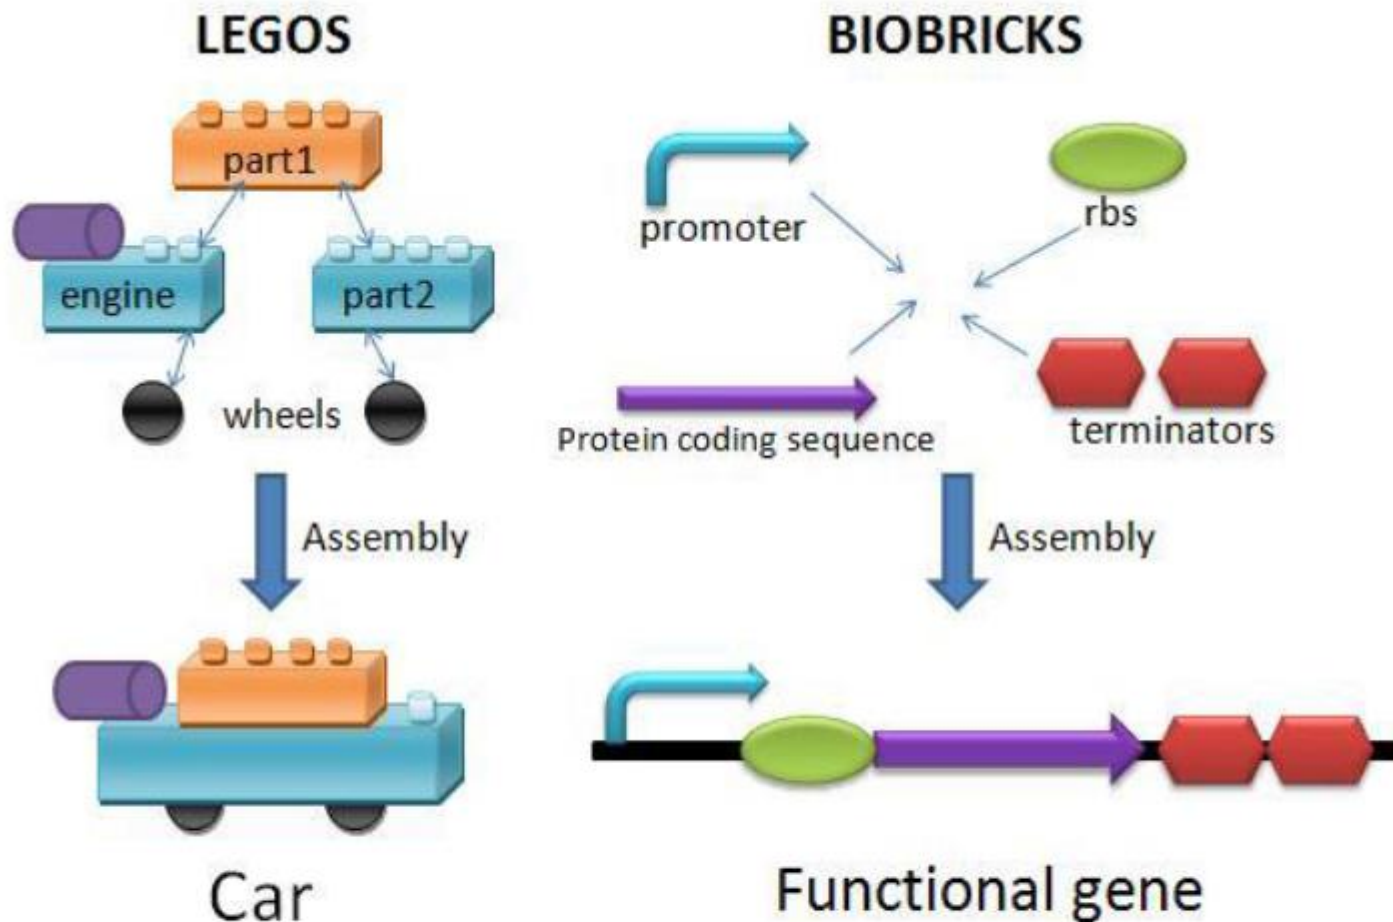 LEGOS
part1
engine
part2
wheels
Assembly
Car
BIOBRICKS
promoter
rbs
Protein coding sequence
terminators
Assembly
Functional gene